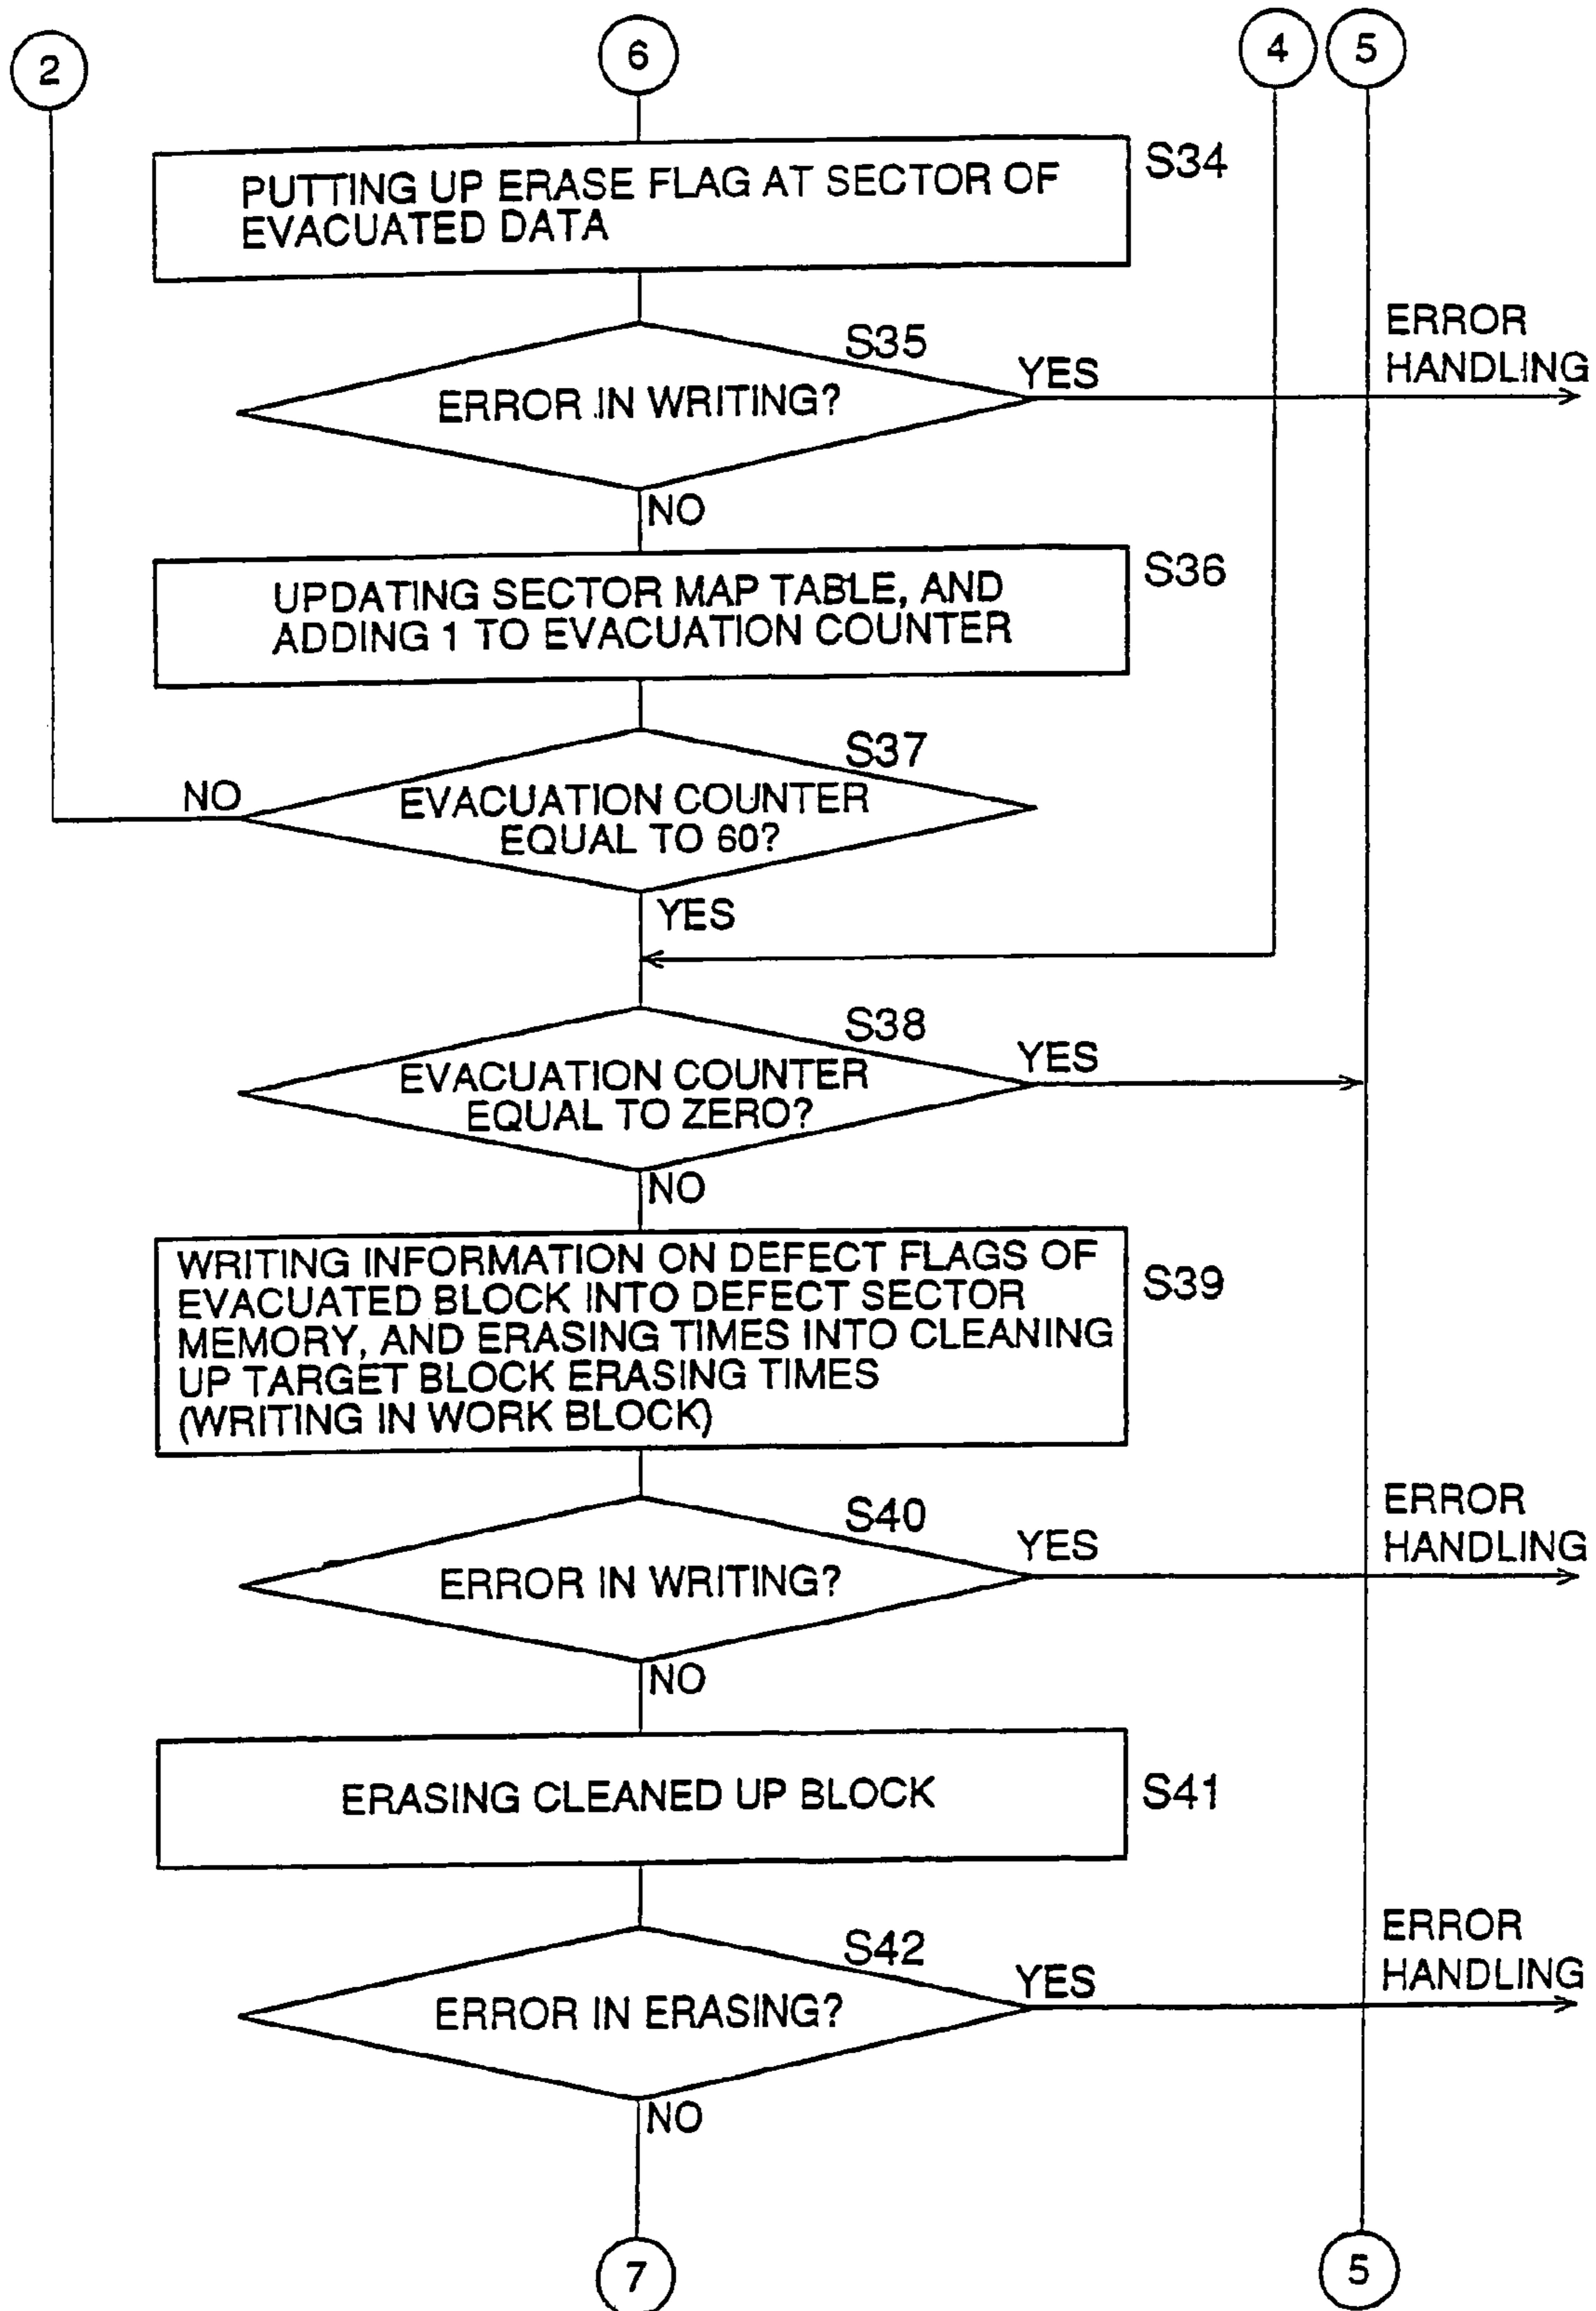 2
6
4
5
S34
PUTTING UP ERASE FLAG AT SECTOR OF
EVACUATED DATA
S35
ERROR IN WRITING?
YES
ERROR
HANDLING
NO
S36
UPDATING SECTOR MAP TABLE, AND
ADDING 1 TO EVACUATION COUNTER
S37
NO
EVACUATION COUNTER
EQUAL TO 60?
YES
S38
EVACUATION COUNTER
EQUAL TO ZERO?
YES
NO
WRITING INFORMATION ON DEFECT FLAGS OF
EVACUATED BLOCK INTO DEFECT SECTOR
MEMORY, AND ERASING TIMES INTO CLEANING
UP TARGET BLOCK ERASING TIMES
(WRITING IN WORK BLOCK)
S39
S40
ERROR IN WRITING?
YES
ERROR
HANDLING
NO
ERASING CLEANED UP BLOCK
S41
S42
ERROR IN ERASING?
YES
ERROR
HANDLING
NO
7
5